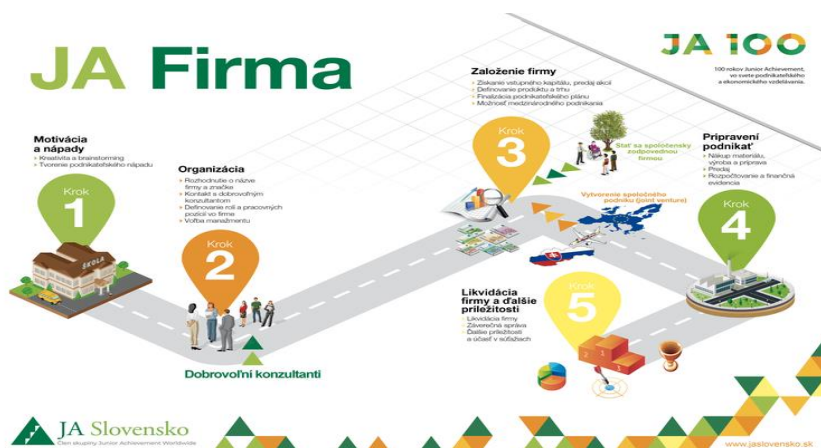 JA Firma
JA 100
100 rokov Junior Achievement,
vo svete podnikateľského
a ekonomického vzdelávania.
Motivácia
a nápady
Kreativita a brainstorming
Tvorenie podnikateľského nápadu
Krok
1
ŠKOLA
Organizácia
Rozhodnutie o názve
firmy a značke
Kontakt s dobrovoľným
konzultantom
Definovanie rolí a pracovných
pozícií vo firme
Voľba manažmentu
Krok
2
Dobrovoľní konzultanti
Založenie firmy
Získanie vstupného kapitálu, predaj akcií
Definovanie produktu a trhu
Finalizácia podnikateľského plánu
Možnosť medzinárodného podnikania
Krok
3
Stať sa spoločensky
zodpovednou
firmou
Vytvorenie spoločného
podniku (joint venture)
Pripravení
podnikať
Nákup materiálu,
výroba a príprava
Predaj
Rozpočtovanie a finančná
evidencia
Krok
4
Likvidácia
firmy a ďalšie
príležitosti
Likvidácia firmy
Záverečná správa
Ďalšie príležitosti
a účasť v súťažiach
Krok
5
2 1 3
JA Slovensko
Člen skupiny Junior Achievement Worldwide
www.jaslovensko.sk